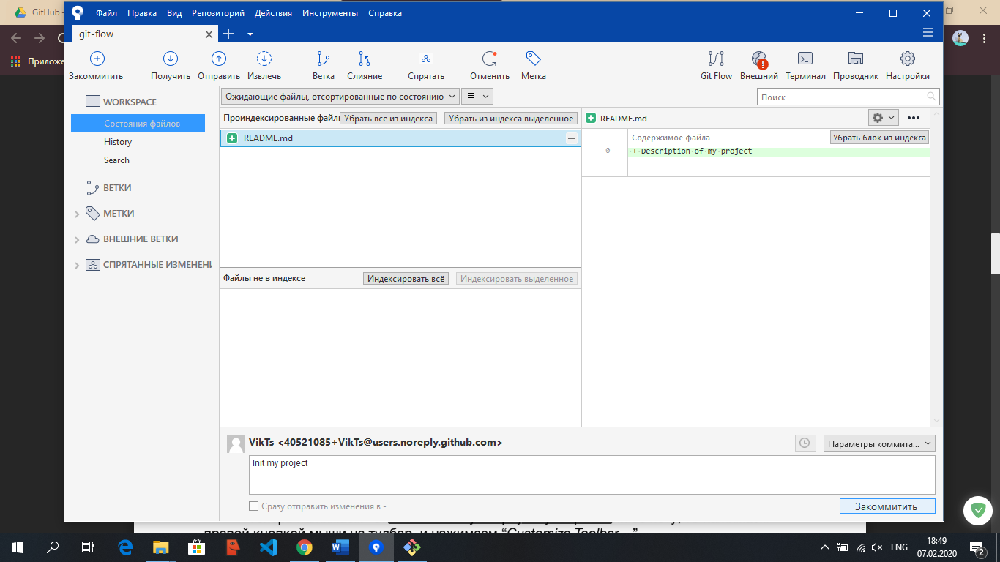 GitHub -
Файл Правка Вид Репозиторий Действия Инструменты Справка
git-flow
Приложе
Закоммитить Получить Отправить Извлечь Ветка Слияние Спрятать Отменить Метка Git Flow Внешний Терминал Проводник Настройки
WORKSPACE
Состояния файлов
History
Search
ВЕТКИ
МЕТКИ
ВНЕШНИЕ ВЕТКИ
СПРЯТАННЫЕ ИЗМЕНЕНИ
Ожидающие файлы, отсортированные по состоянию
Поиск
Проиндексированные файл Убрать всё из индекса Убрать из индекса выделенное
README.md
Файлы не в индексе Индексировать всё Индексировать выделенное
README.md
Содержимое файла Убрать блок из индекса
0 + Description of my project
VikTs <40521085+VikTs@users.noreply.github.com>
Параметры коммита...
Init my project
Сразу отправить изменения в -
Закоммитить
правой кнопкой мыши на тулбар, и нажимаем “Customize Toolbar…”
ENG
18:49
07.02.2020
2